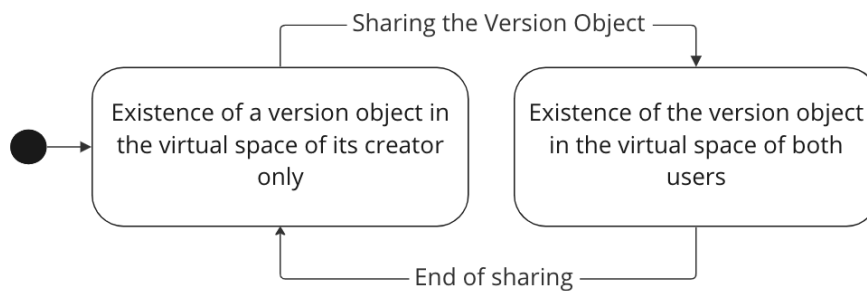 Sharing the Version Object
Existence of a version object in
the virtual space of its creator
only
Existence of the version object
in the virtual space of both
users
End of sharing